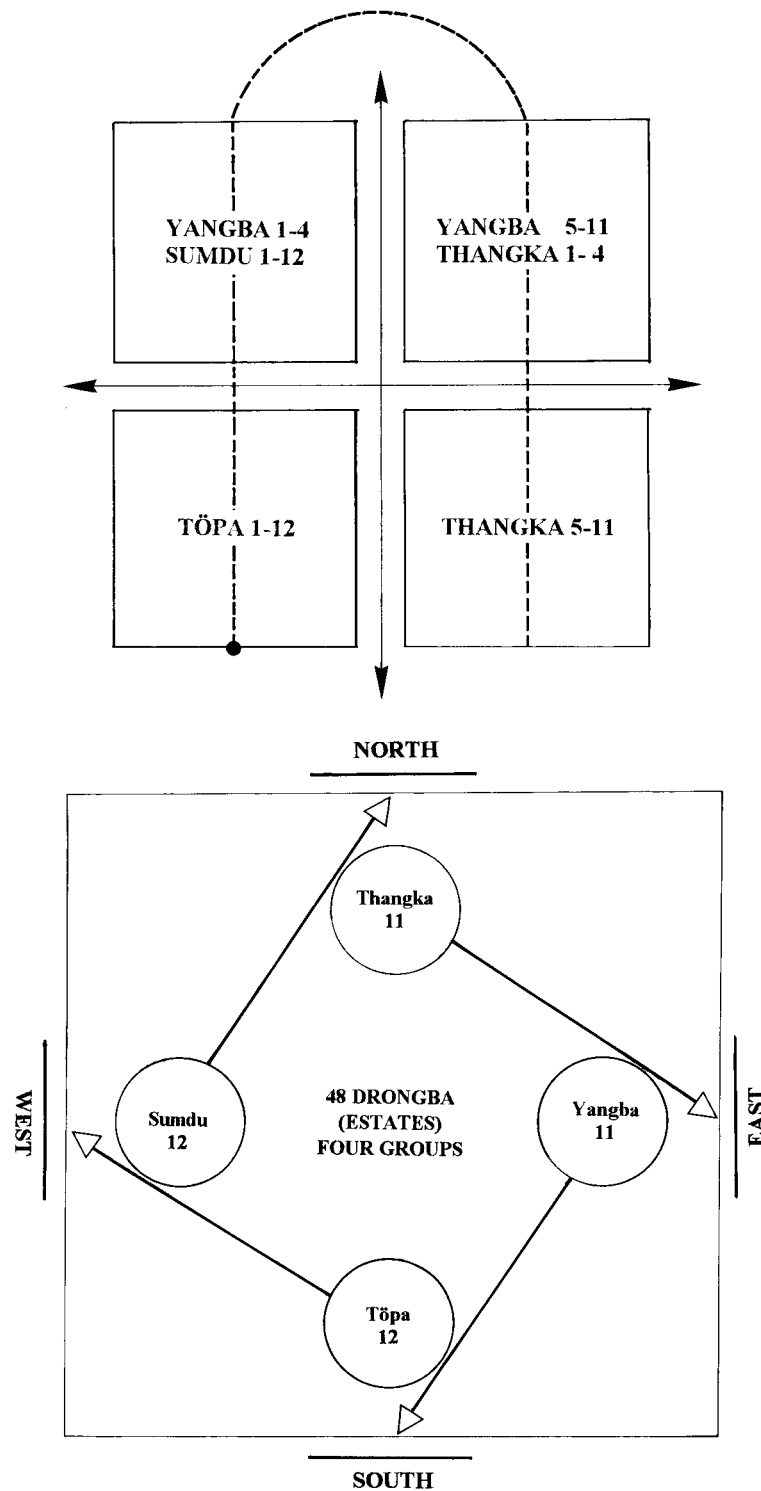 YANGBA 1-4
SUMDU 1-12
YANGBA 5-11
THANGKA 1- 4
TÖPA 1-12
THANGKA 5-11
NORTH
Thangka
11
WEST
Sumdu
12
48 DRONGBA
(ESTATES)
FOUR GROUPS
Yangba
11
EAST
Töpa
12
SOUTH